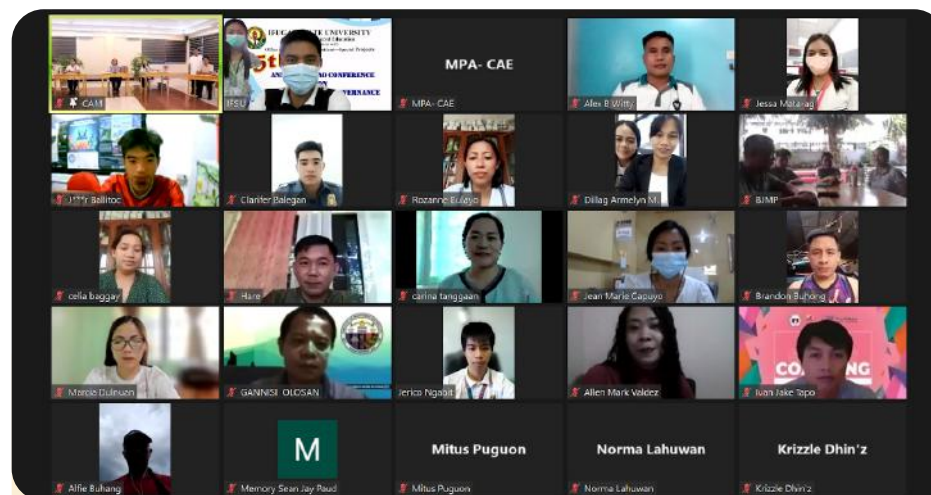 CAM
IFUGAO STATE UNIVERSITY
5th
CONFERENCE
IFSU
MPA- CAE
MPA- CAE
Alex B Witty
Jessa Matarag
J***r Ballitoc
Clarifer Balegan
Rozanne Bulayo
Dillag Armelyn M.
BJMP
celia baggay
Hare
carina tanggaan
Jean Marie Capuyo
Brandon Buhong
Marcia Dulnuan
GANNISI OLOSAN
Jerico Ngabit
Allen Mark Valdez
Ivan Jake Tapo
Alfie Buhang
M
Memory Sean Jay Paud
Mitus Puguon
Mitus Puguon
Norma Lahuwan
Norma Lahuwan
Krizzle Dhin'z
Krizzle Dhin'z